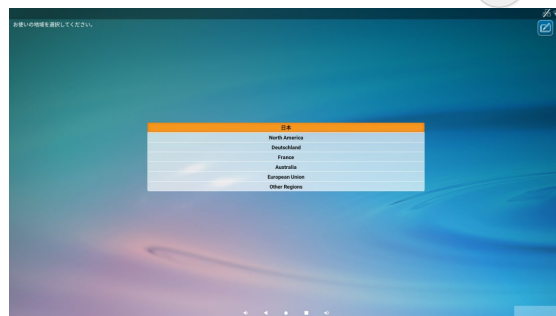 お使いの地域を選択してください。
日本
North America
Deutschland
France
Australia
European Union
Other Regions